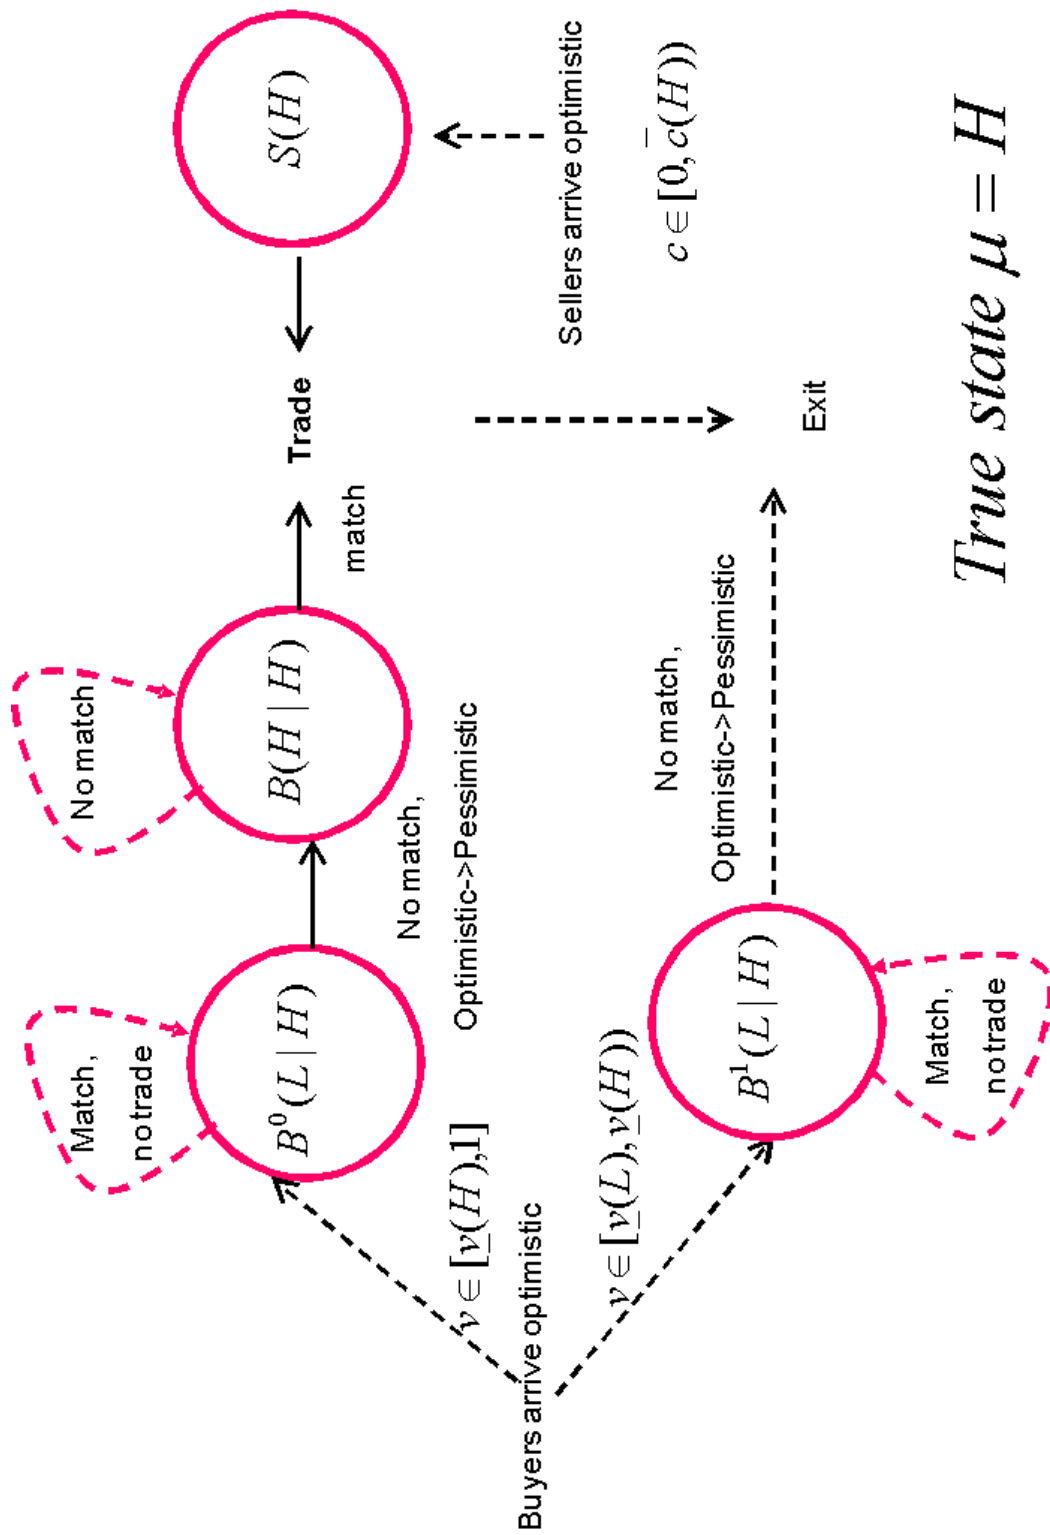 No match
Match,
no trade
B⁰(L | H)
B(H | H)
match
Trade
S(H)
No match,
Optimistic->Pessimistic
Sellers arrive optimistic
c ∈ [0, c̅(H))
v ∈ [v̲(H),1]
Buyers arrive optimistic
v ∈ [v̲(L), v̲(H))
No match,
Optimistic->Pessimistic
Exit
B¹(L | H)
Match,
no trade
True state μ = H